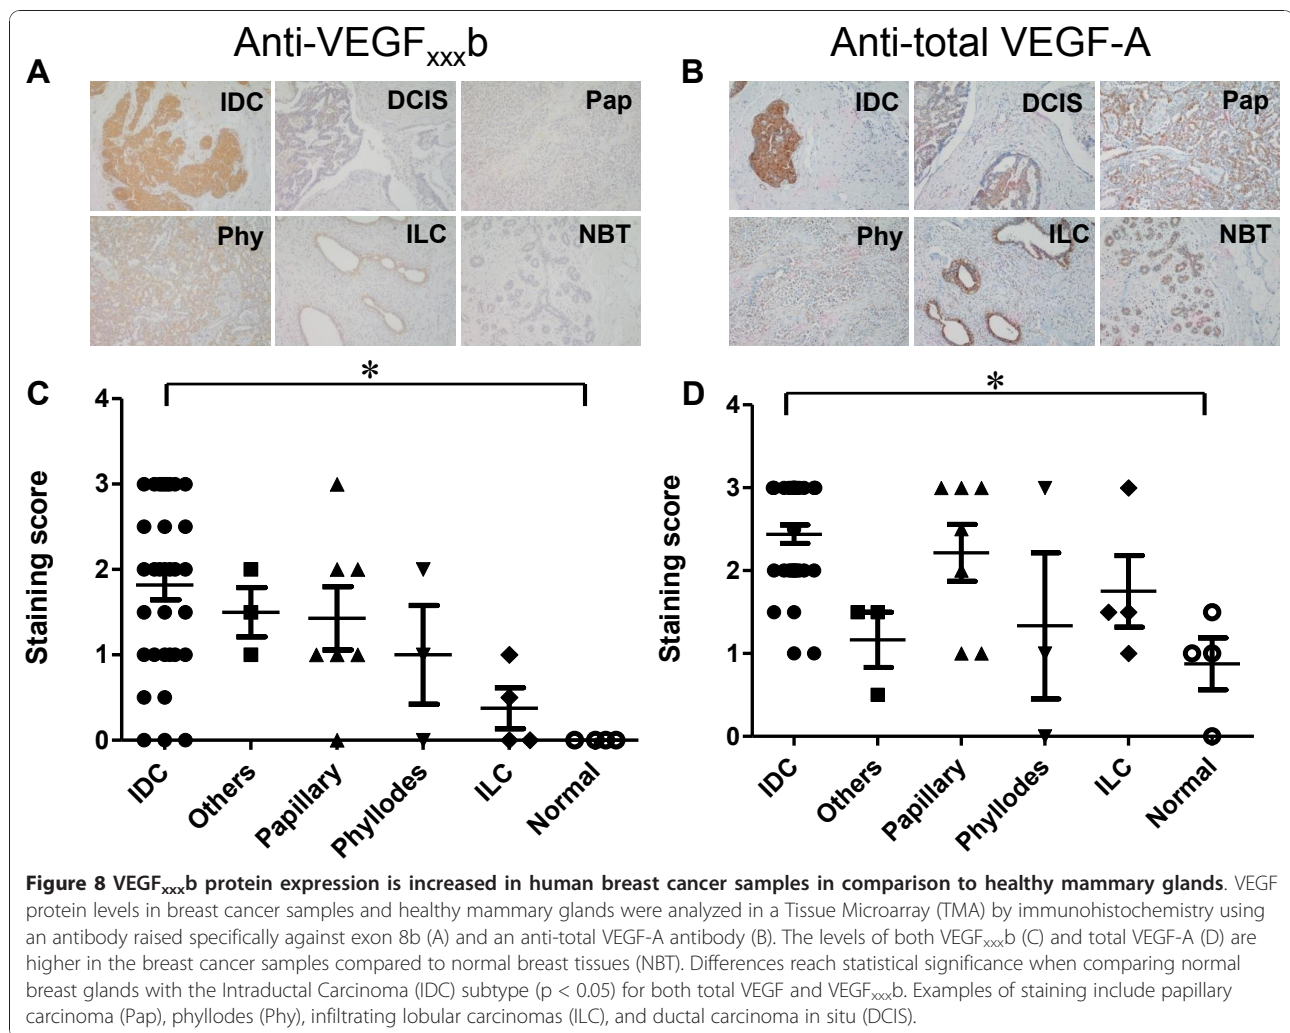 Anti-VEGFxxxb
Anti-total VEGF-A
A
IDC
DCIS
Pap
Phy
ILC
NBT
B
IDC
DCIS
Pap
Phy
ILC
NBT
C
*
Staining score
4
3
2
1
0
IDC
Others
Papillary
Phyllodes
ILC
Normal
D
*
Staining score
4
3
2
1
0
IDC
Others
Papillary
Phyllodes
ILC
Normal
Figure 8 VEGFxxxb protein expression is increased in human breast cancer samples in comparison to healthy mammary glands. VEGF
protein levels in breast cancer samples and healthy mammary glands were analyzed in a Tissue Microarray (TMA) by immunohistochemistry using
an antibody raised specifically against exon 8b (A) and an anti-total VEGF-A antibody (B). The levels of both VEGFxxxb (C) and total VEGF-A (D) are
higher in the breast cancer samples compared to normal breast tissues (NBT). Differences reach statistical significance when comparing normal
breast glands with the Intraductal Carcinoma (IDC) subtype (p < 0.05) for both total VEGF and VEGFxxxb. Examples of staining include papillary
carcinoma (Pap), phyllodes (Phy), infiltrating lobular carcinomas (ILC), and ductal carcinoma in situ (DCIS).